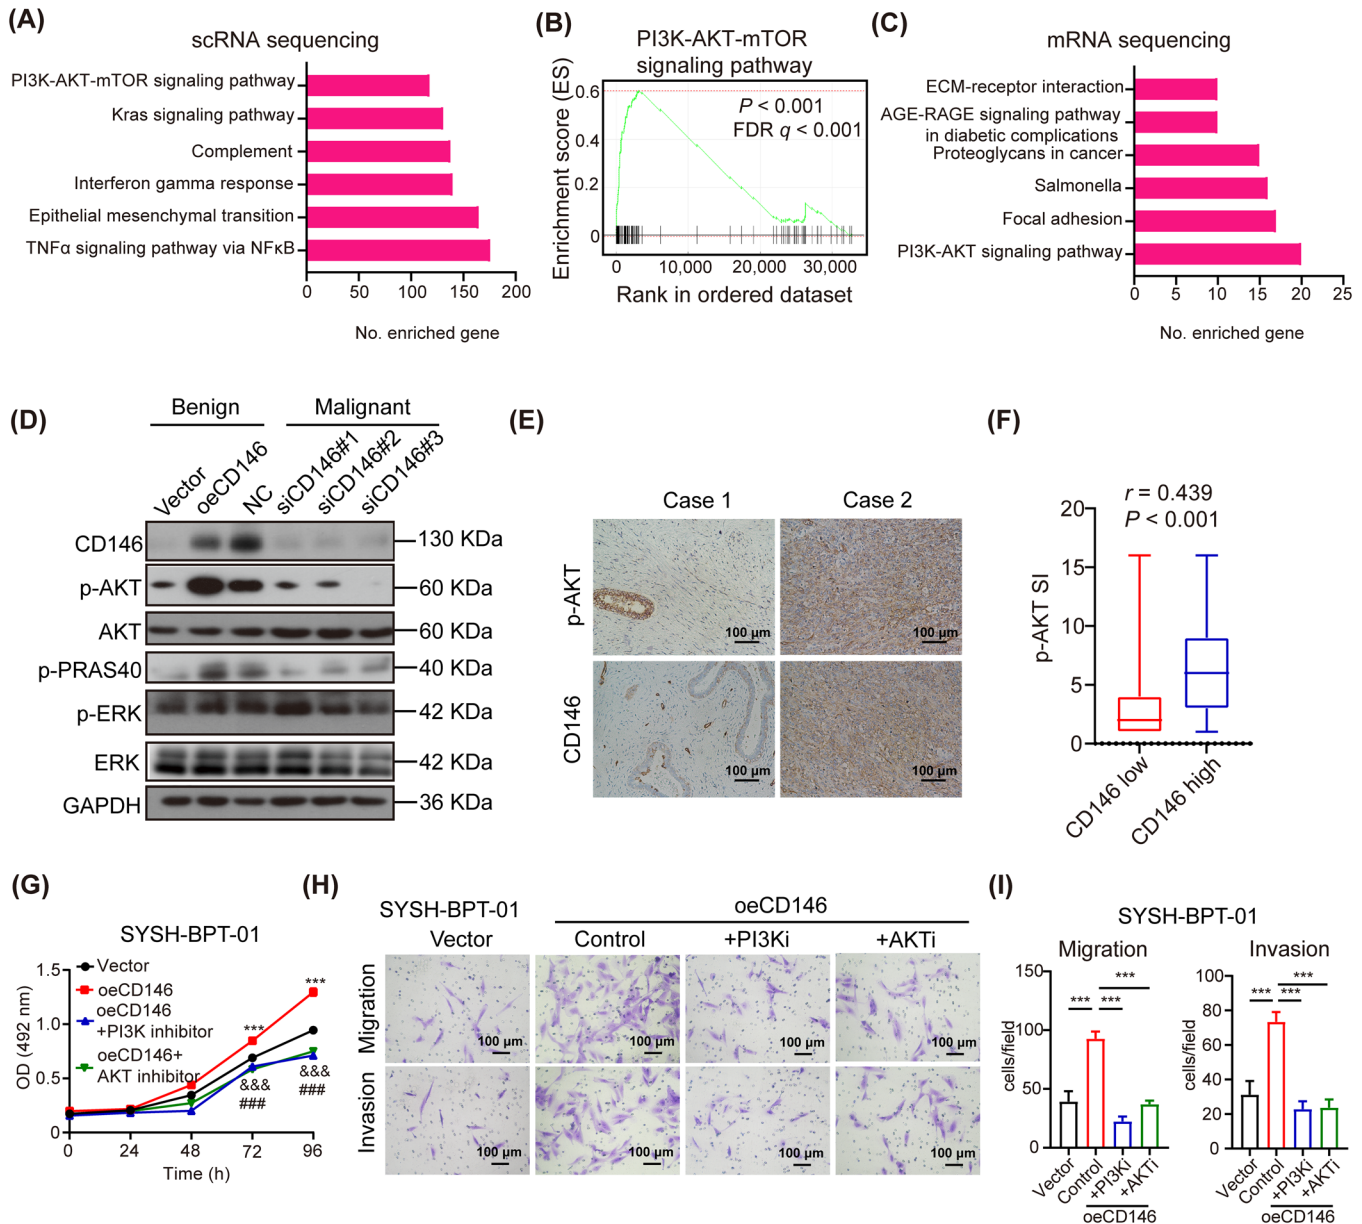 (A)
scRNA sequencing
PI3K-AKT-mTOR signaling pathway
Kras signaling pathway
Complement
Interferon gamma response
Epithelial mesenchymal transition
TNFα signaling pathway via NFκB
0 50 100 150 200
No. enriched gene
(B)
PI3K-AKT-mTOR
signaling pathway
Enrichment score (ES)
0.6
0.4
0.2
0
P < 0.001
FDR q < 0.001
0 10,000 20,000 30,000
Rank in ordered dataset
(C)
mRNA sequencing
ECM-receptor interaction
AGE-RAGE signaling pathway
in diabetic complications
Proteoglycans in cancer
Salmonella
Focal adhesion
PI3K-AKT signaling pathway
0 5 10 15 20 25
No. enriched gene
(D)
Benign Malignant
Vector oeCD146 NC siCD146#1 siCD146#2 siCD146#3
CD146 130 KDa
p-AKT 60 KDa
AKT 60 KDa
p-PRAS40 40 KDa
p-ERK 42 KDa
ERK 42 KDa
GAPDH 36 KDa
(E)
Case 1 Case 2
p-AKT
100 µm 100 µm
CD146
100 µm 100 µm
(F)
r = 0.439
P < 0.001
p-AKT SI
20
15
10
5
0
CD146 low CD146 high
(G)
SYSH-BPT-01
OD (492 nm)
1.5
1.0
0.5
0
Vector
oeCD146
oeCD146
+PI3K inhibitor
oeCD146+
AKT inhibitor
*** ***
&&& &&&
### ###
0 24 48 72 96
Time (h)
(H)
SYSH-BPT-01 oeCD146
Vector Control +PI3Ki +AKTi
Migration
100 µm 100 µm 100 µm 100 µm
Invasion
100 µm 100 µm 100 µm 100 µm
(I)
SYSH-BPT-01
Migration
cells/field
150
100
50
0
***
*** ***
Vector Control +PI3Ki +AKTi
oeCD146
Invasion
cells/field
100
80
60
40
20
0
***
*** ***
Vector Control +PI3Ki +AKTi
oeCD146